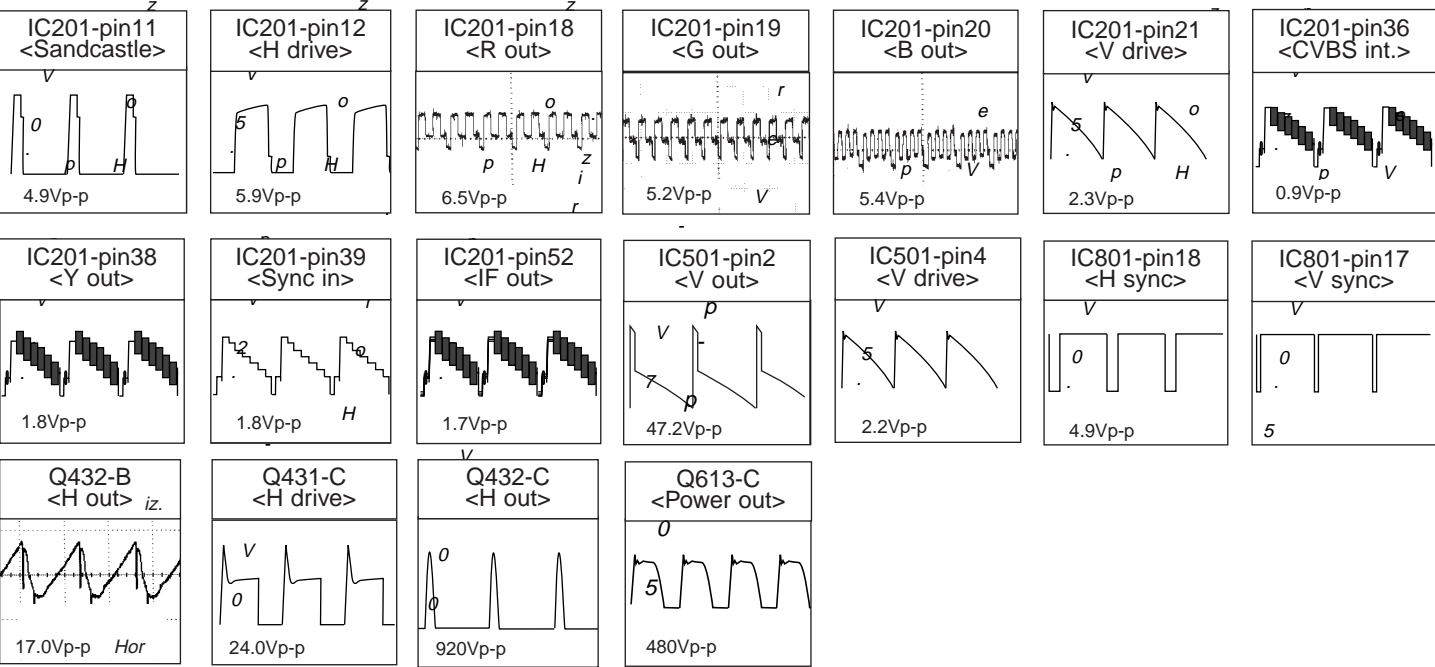 IC201-pin11
<Sandcastle>
4.9Vp-p
IC201-pin12
<H drive>
5.9Vp-p
IC201-pin18
<R out>
6.5Vp-p
IC201-pin19
<G out>
5.2Vp-p
IC201-pin20
<B out>
5.4Vp-p
IC201-pin21
<V drive>
2.3Vp-p
IC201-pin36
<CVBS int.>
0.9Vp-p
IC201-pin38
<Y out>
1.8Vp-p
IC201-pin39
<Sync in>
1.8Vp-p
IC201-pin52
<IF out>
1.7Vp-p
IC501-pin2
<V out>
47.2Vp-p
IC501-pin4
<V drive>
2.2Vp-p
IC801-pin18
<H sync>
4.9Vp-p
IC801-pin17
<V sync>
5
Q432-B
<H out>
iz.
17.0Vp-p Hor
Q431-C
<H drive>
24.0Vp-p
Q432-C
<H out>
920Vp-p
Q613-C
<Power out>
480Vp-p